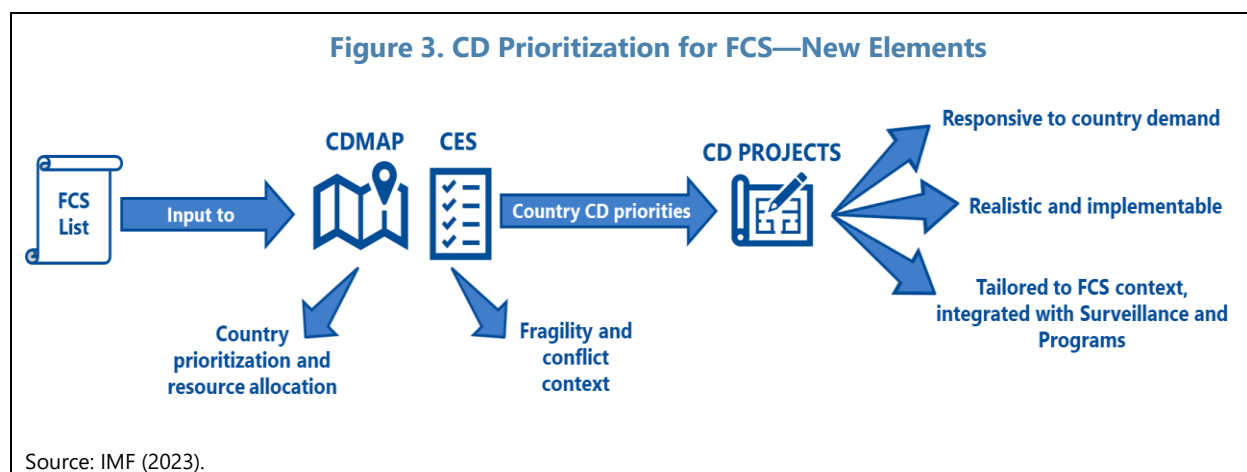 Figure 3. CD Prioritization for FCS—New Elements
FCS
List
Input to
CDMAP
CES
Country
prioritization and
resource allocation
Fragility and
conflict
context
Country CD priorities
CD PROJECTS
Responsive to country demand
Realistic and implementable
Tailored to FCS context,
integrated with Surveillance and
Programs
Source: IMF (2023).